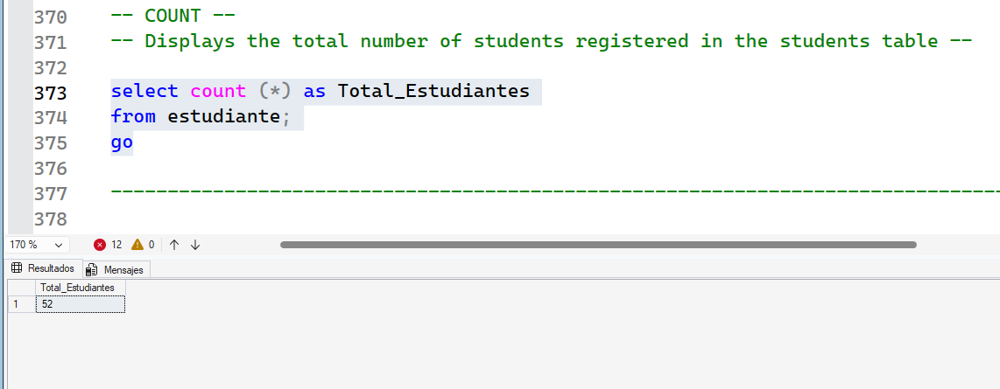 370 -- COUNT --
371 -- Displays the total number of students registered in the students table --
372
373 select count (*) as Total_Estudiantes
374 from estudiante;
375 go
376
377 --------------------------------------------------------------------------------
378
170 % 12 0
Resultados Mensajes
Total_Estudiantes
1 52